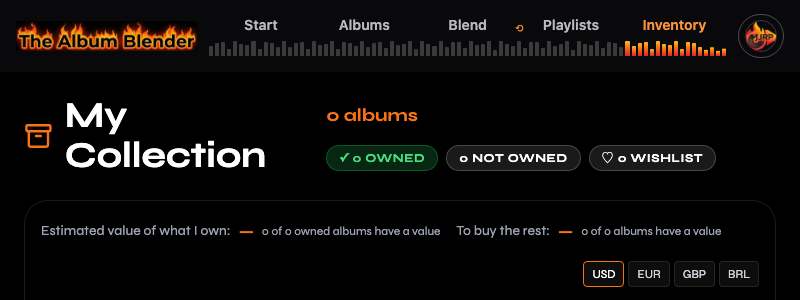 The Album Blender
Start
Albums
Blend
Playlists
Inventory
My
Collection
0 albums
✓ 0 OWNED
0 NOT OWNED
♡ 0 WISHLIST
Estimated value of what I own: — 0 of 0 owned albums have a value
To buy the rest: — 0 of 0 albums have a value
USD
EUR
GBP
BRL